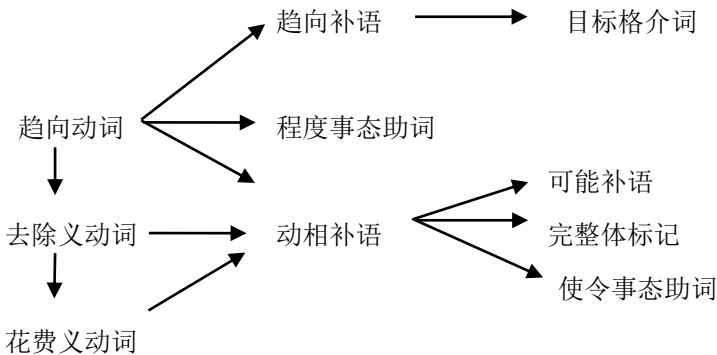 趋向补语 目标格介词
趋向动词 程度事态助词
可能补语
去除义动词 动相补语 完整体标记
使令事态助词
花费义动词